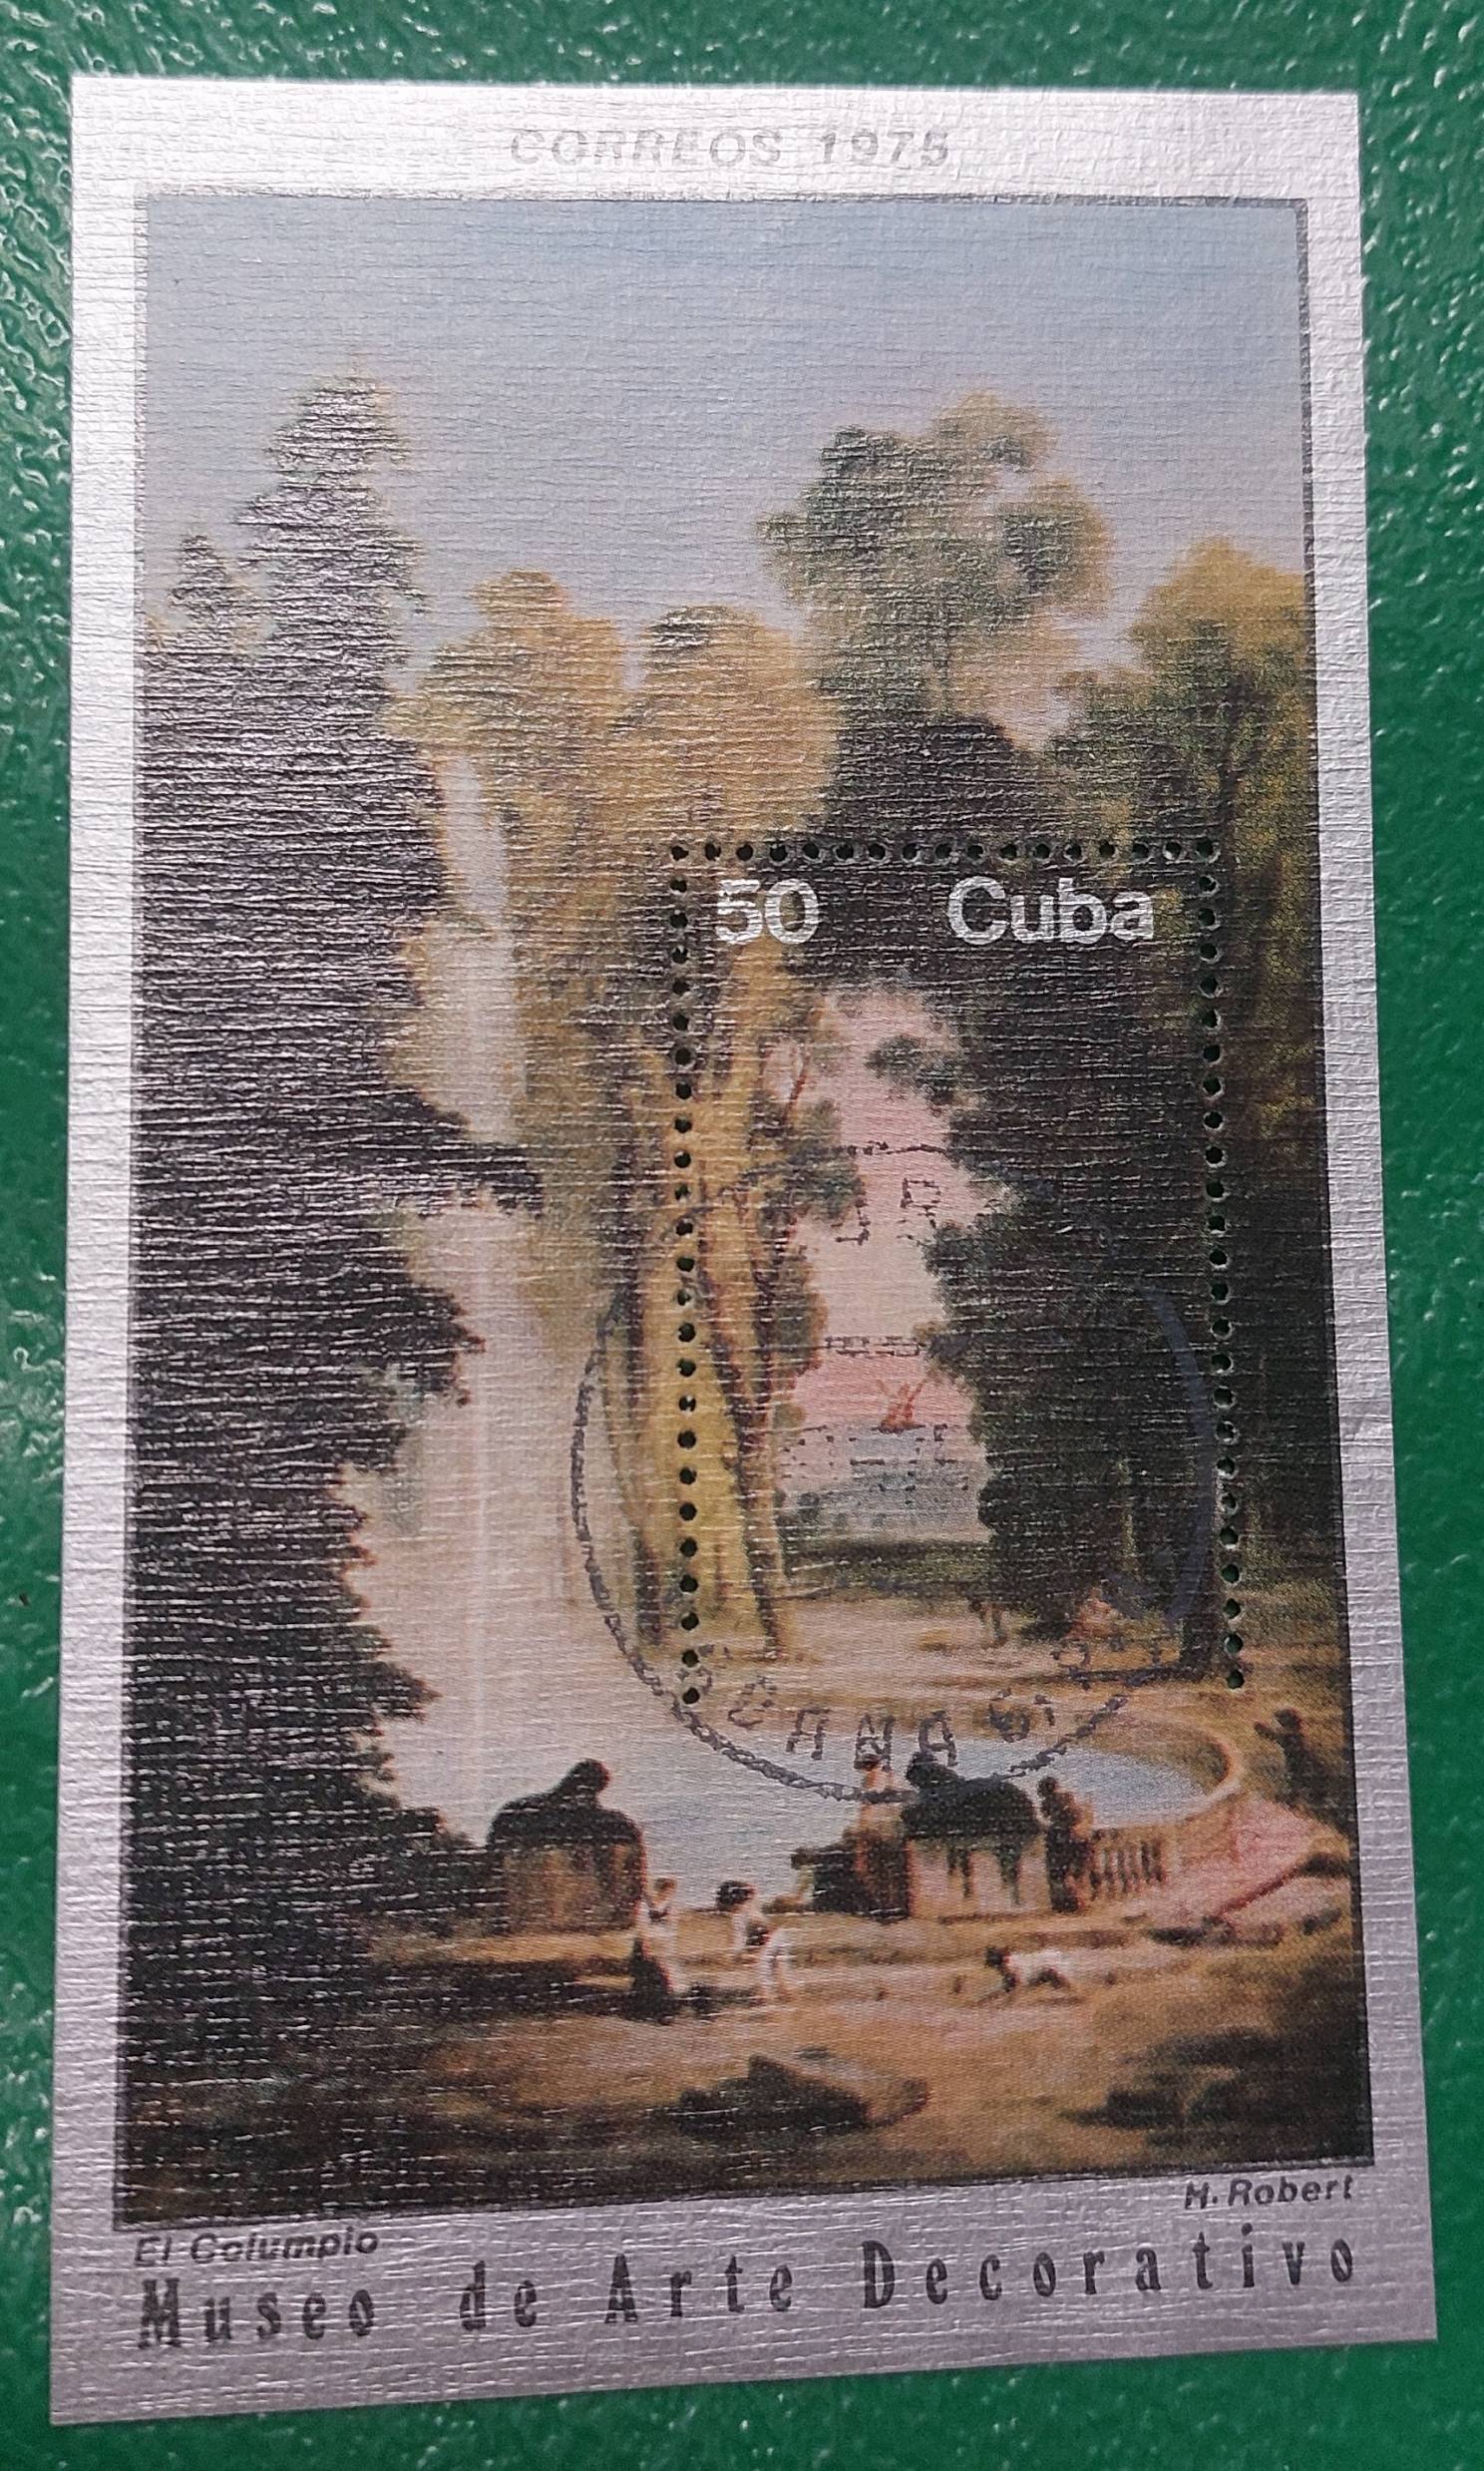 CORREOS 1975
50 Cuba
El Columpio
H. Robert
Museo de Arte Decorativo